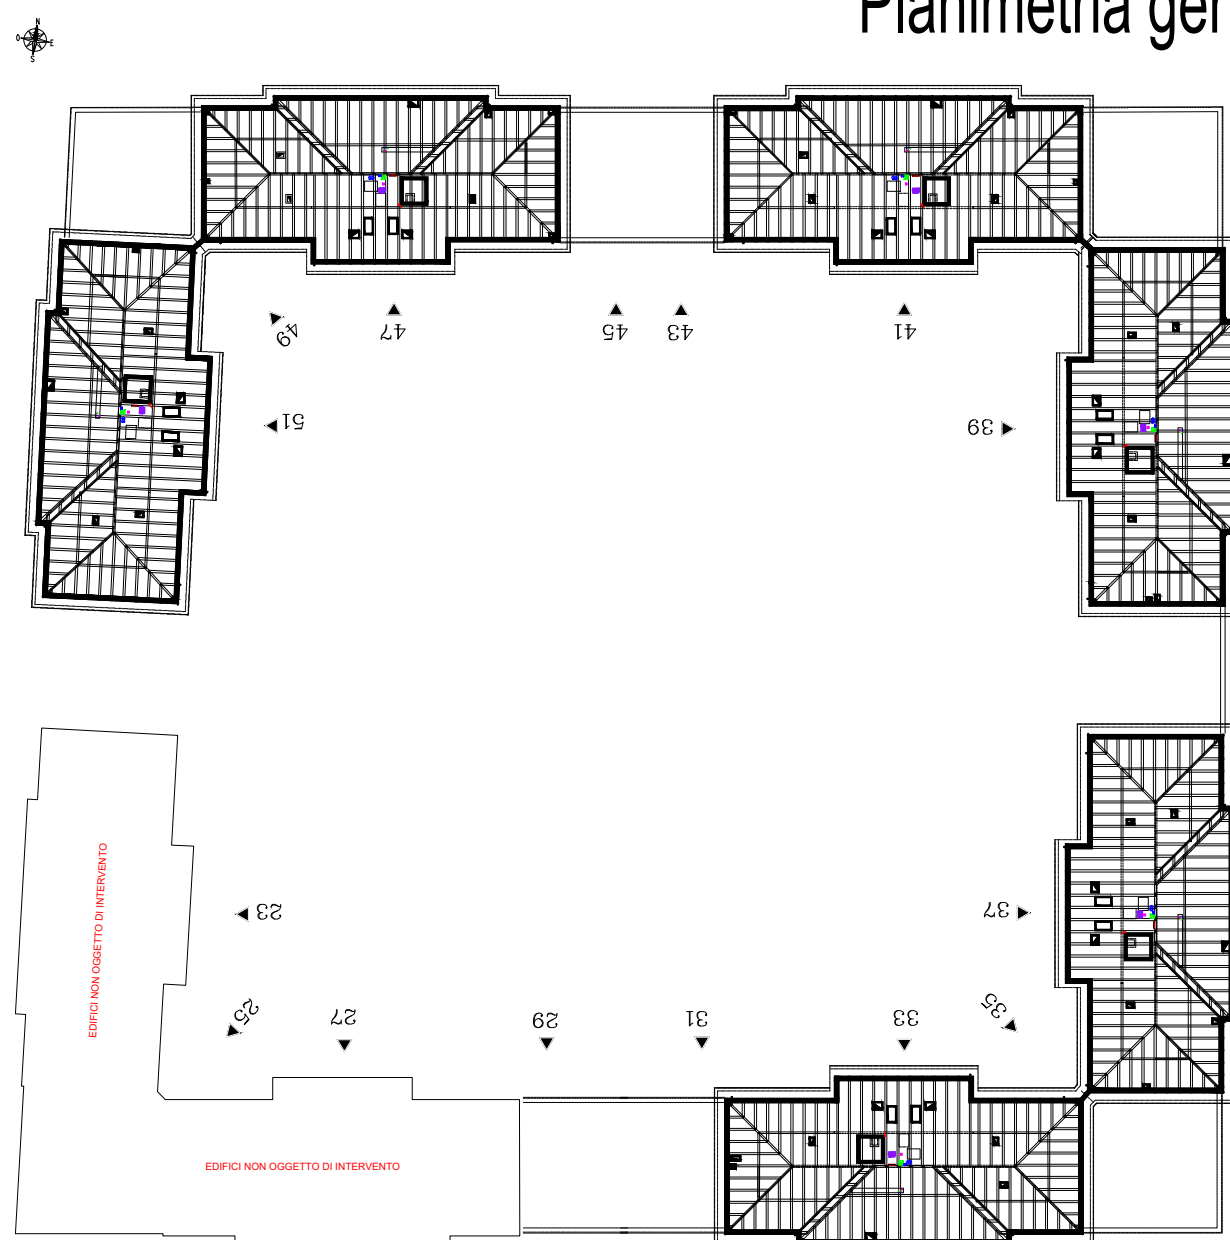 Planimetria ger
N
O E
S
49
47
45
43
41
51
39
23
37
25
27
29
31
33
35
EDIFICI NON OGGETTO DI INTERVENTO
EDIFICI NON OGGETTO DI INTERVENTO